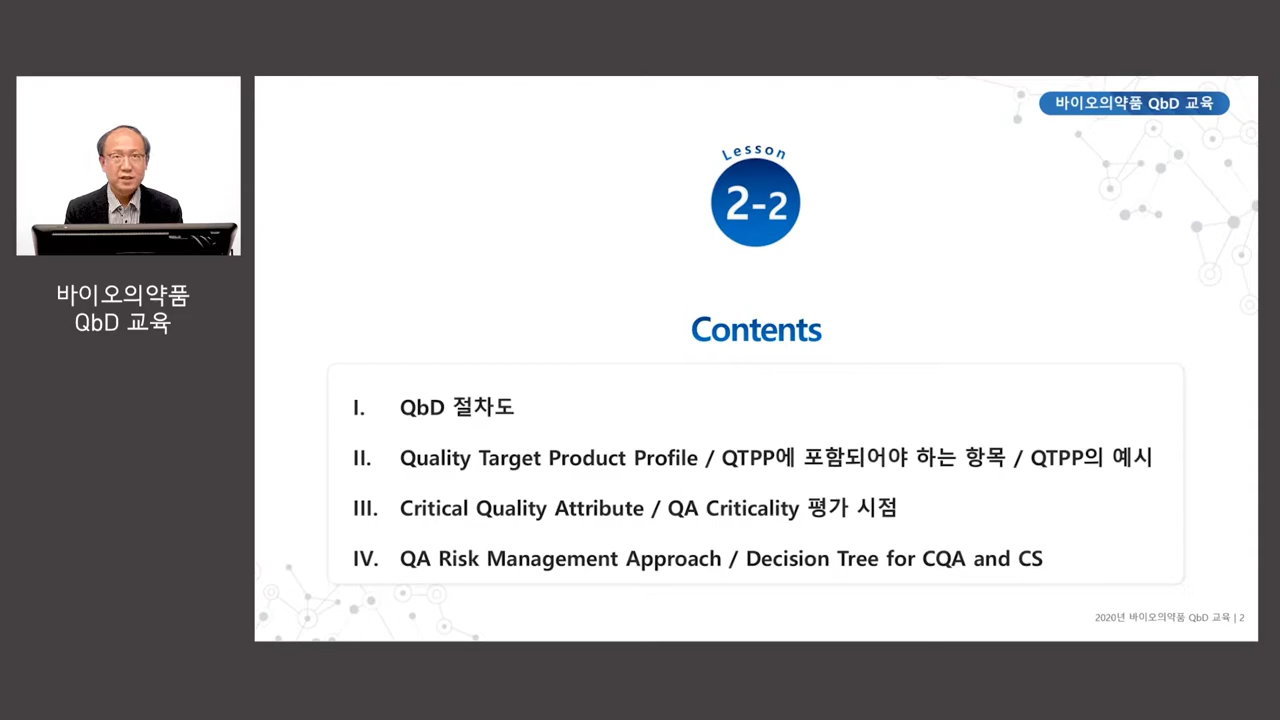 바이오의약품
QbD 교육
바이오의약품 QbD 교육
Lesson
2-2
Contents
I. QbD 절차도
II. Quality Target Product Profile / QTPP에 포함되어야 하는 항목 / QTPP의 예시
III. Critical Quality Attribute / QA Criticality 평가 시점
IV. QA Risk Management Approach / Decision Tree for CQA and CS
2020년 바이오의약품 QbD 교육 | 2